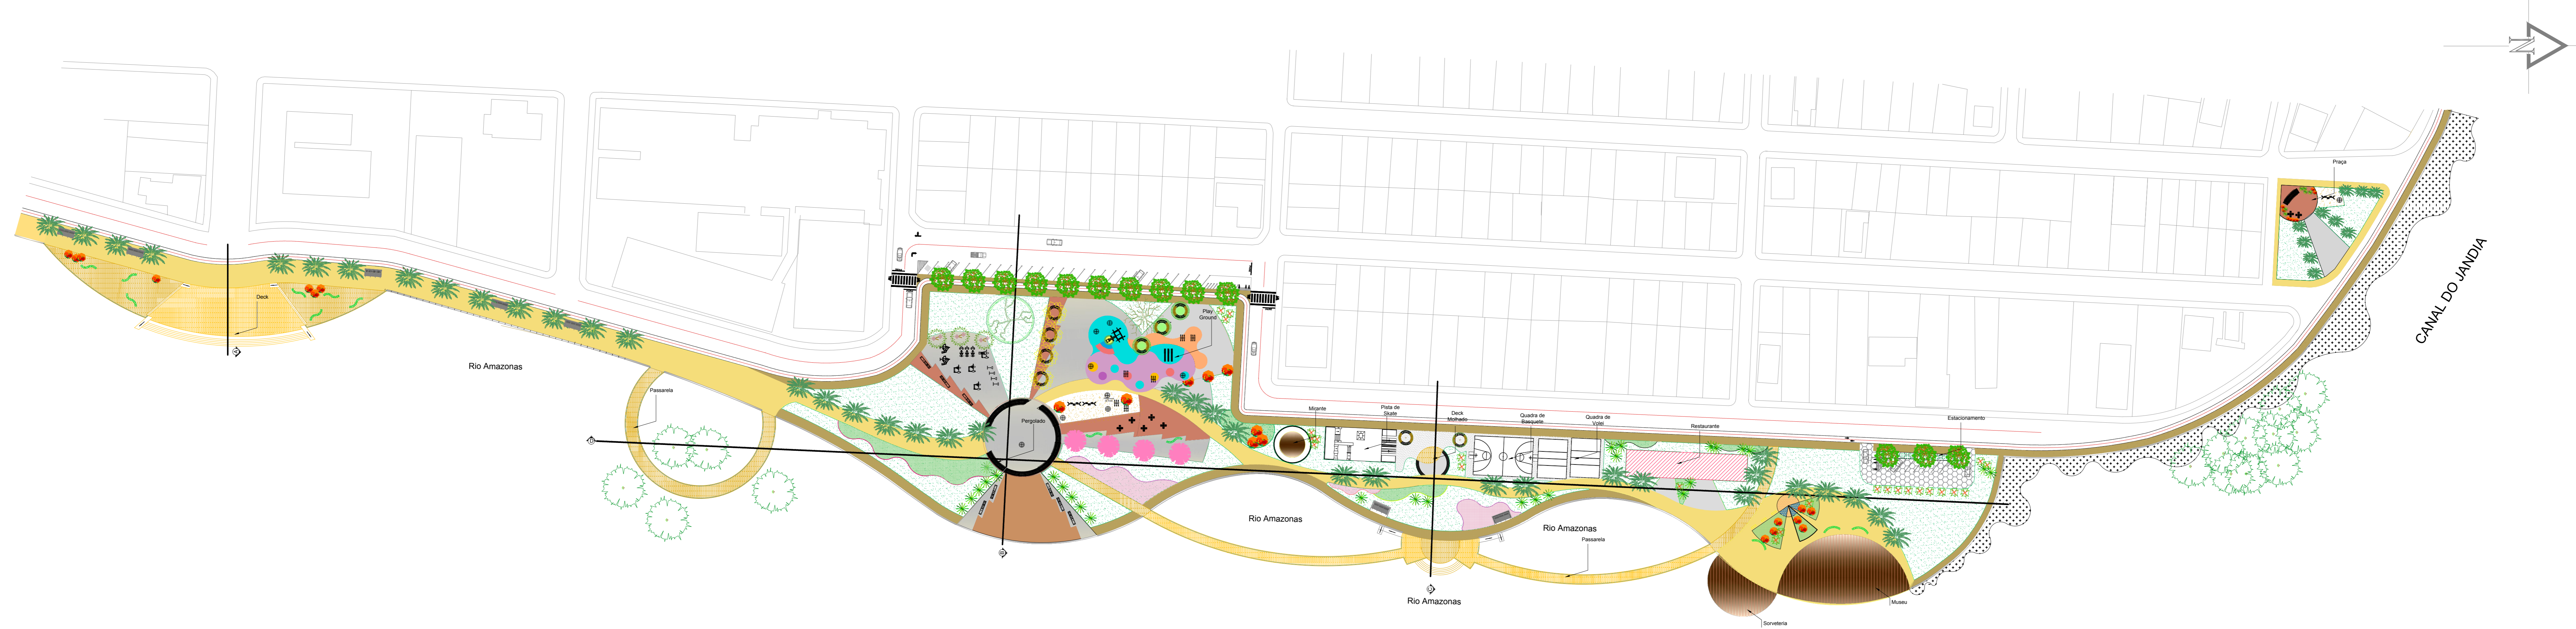 N
Praça
CANAL DO JANDIA
Deck
Play
Ground
Rio Amazonas
Passarela
Pergolado
Mirante
Pista de
Skate
Deck
Molhado
Quadra de
Basquete
Quadra de
Volei
Restaurante
Estacionamento
Rio Amazonas
Rio Amazonas
Passarela
Rio Amazonas
Museu
Sorveteria